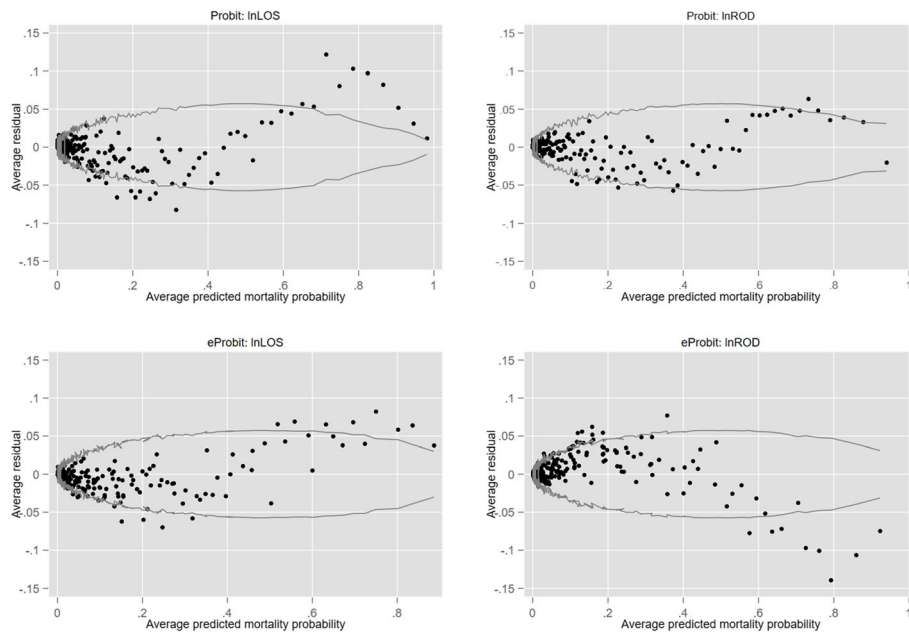 Probit: lnLOS
.15
.1
.05
0
-.05
-.1
-.15
Average residual
0 .2 .4 .6 .8 1
Average predicted mortality probability
Probit: lnROD
.15
.1
.05
0
-.05
-.1
-.15
Average residual
0 .2 .4 .6 .8 1
Average predicted mortality probability
eProbit: lnLOS
.15
.1
.05
0
-.05
-.1
-.15
Average residual
0 .2 .4 .6 .8
Average predicted mortality probability
eProbit: lnROD
.15
.1
.05
0
-.05
-.1
-.15
Average residual
0 .2 .4 .6 .8 1
Average predicted mortality probability